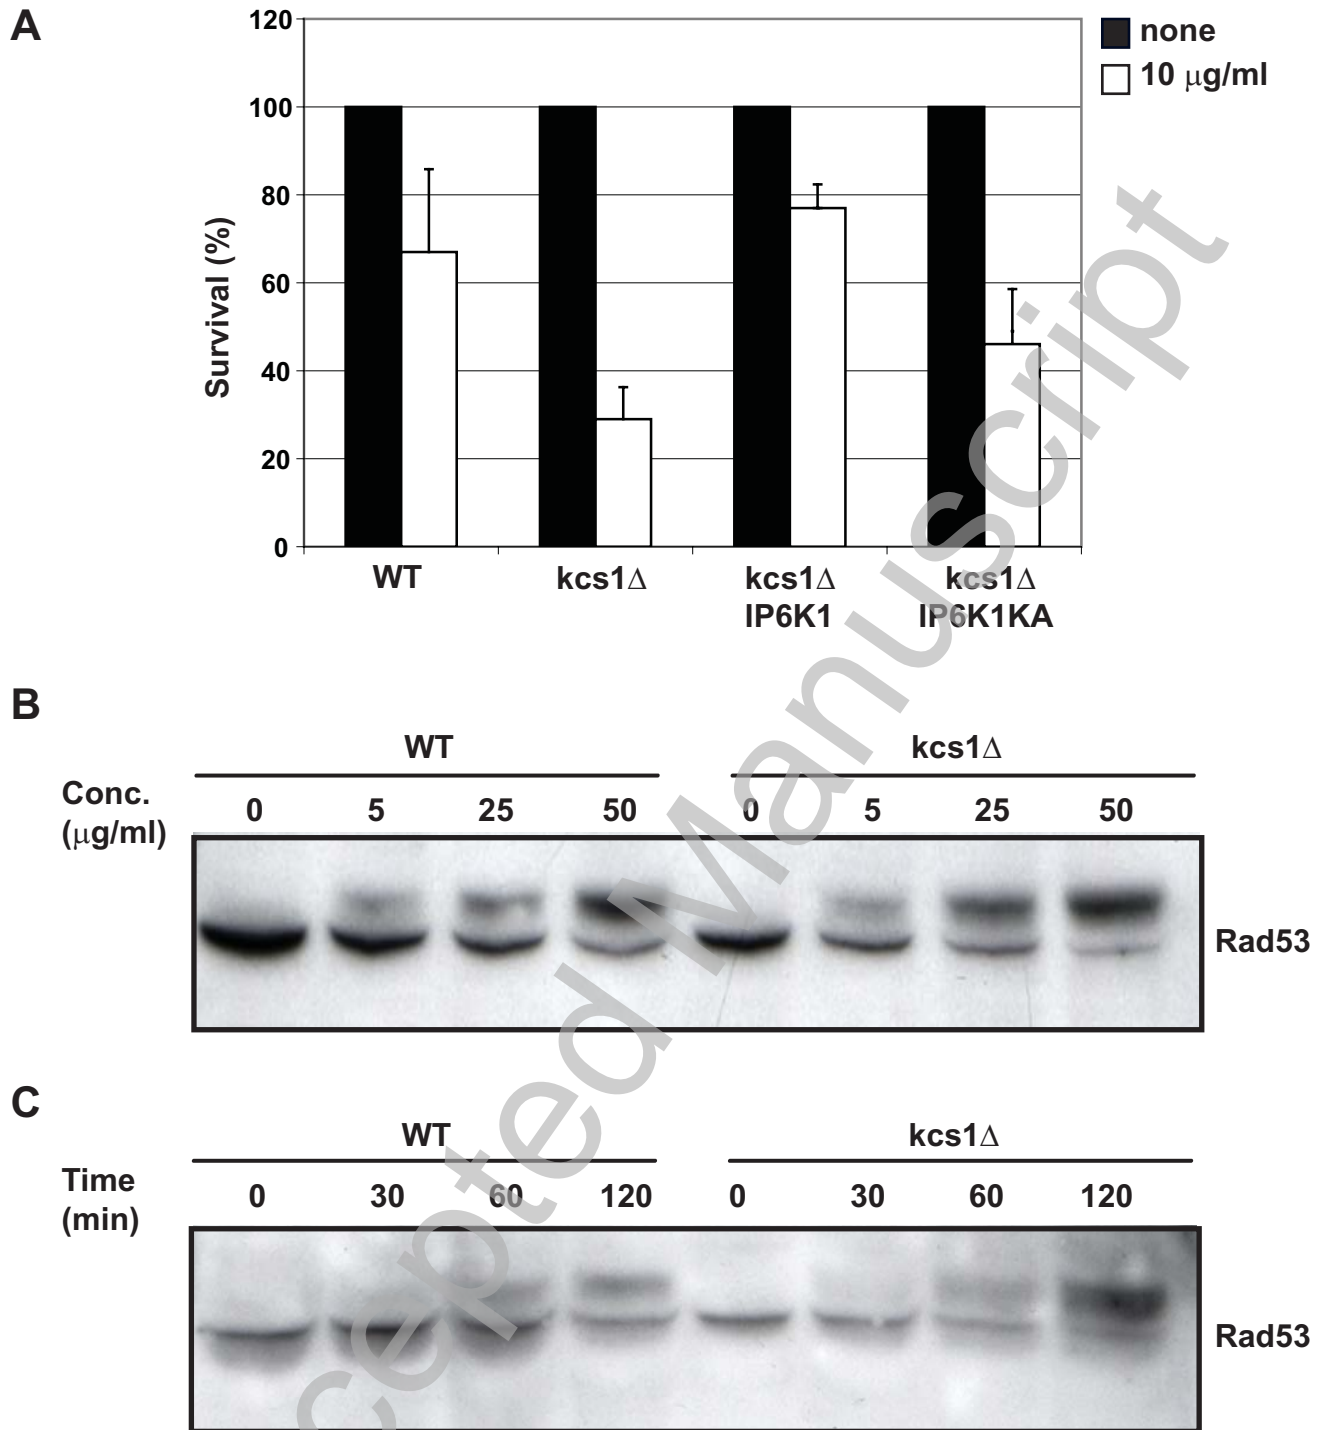 A
120
100
80
60
40
20
0
Survival (%)
none
10 μg/ml
WT
kcs1Δ
kcs1Δ
IP6K1
kcs1Δ
IP6K1KA
B
WT
kcs1Δ
Conc.
(μg/ml)
0 5 25 50 0 5 25 50
Rad53
C
WT
kcs1Δ
Time
(min)
0 30 60 120 0 30 60 120
Rad53
cepted Manuscript